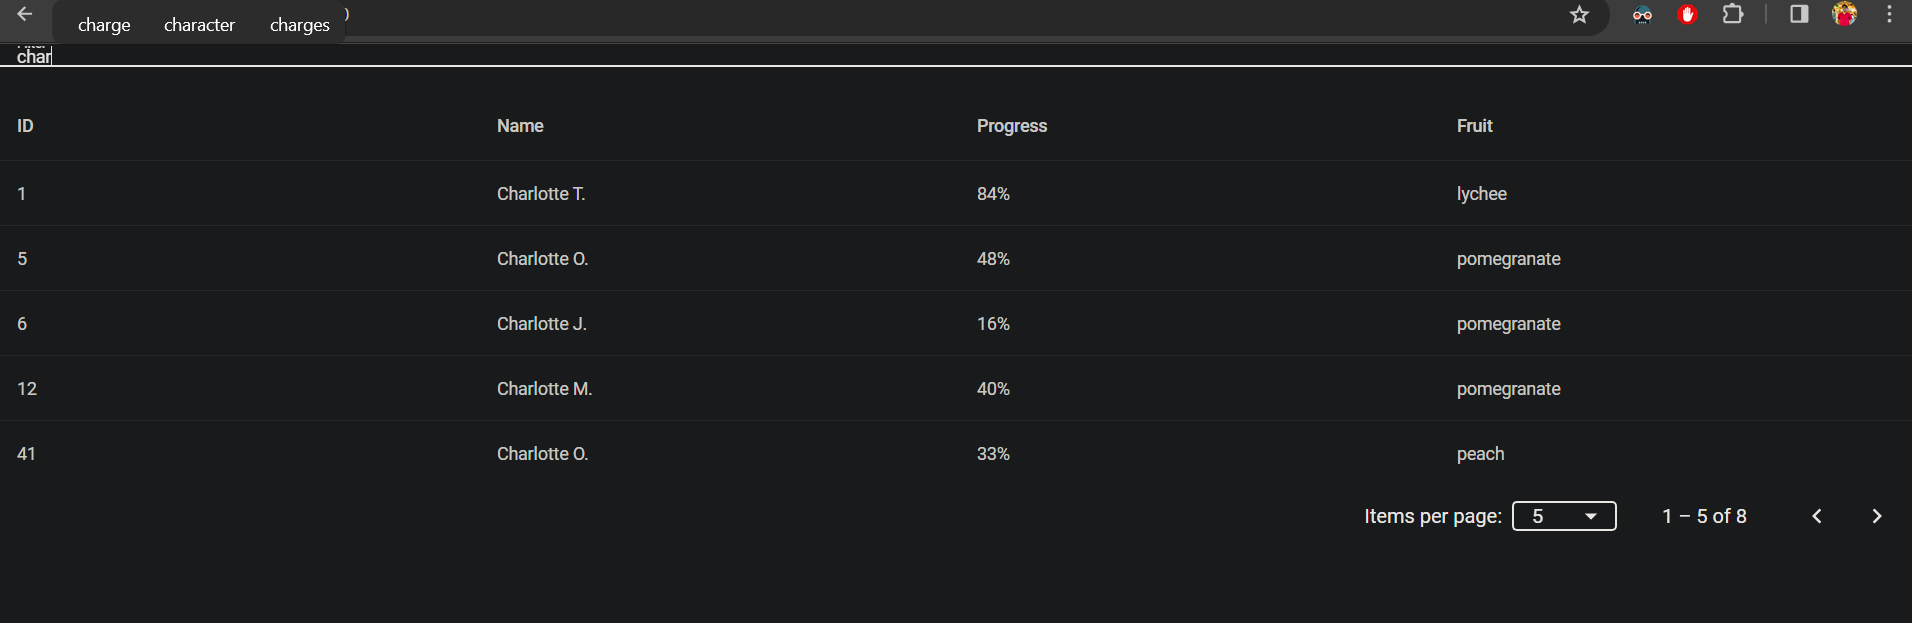 charge character charges )
char
ID Name Progress Fruit
1 Charlotte T. 84% lychee
5 Charlotte O. 48% pomegranate
6 Charlotte J. 16% pomegranate
12 Charlotte M. 40% pomegranate
41 Charlotte O. 33% peach
Items per page: 5 1 – 5 of 8